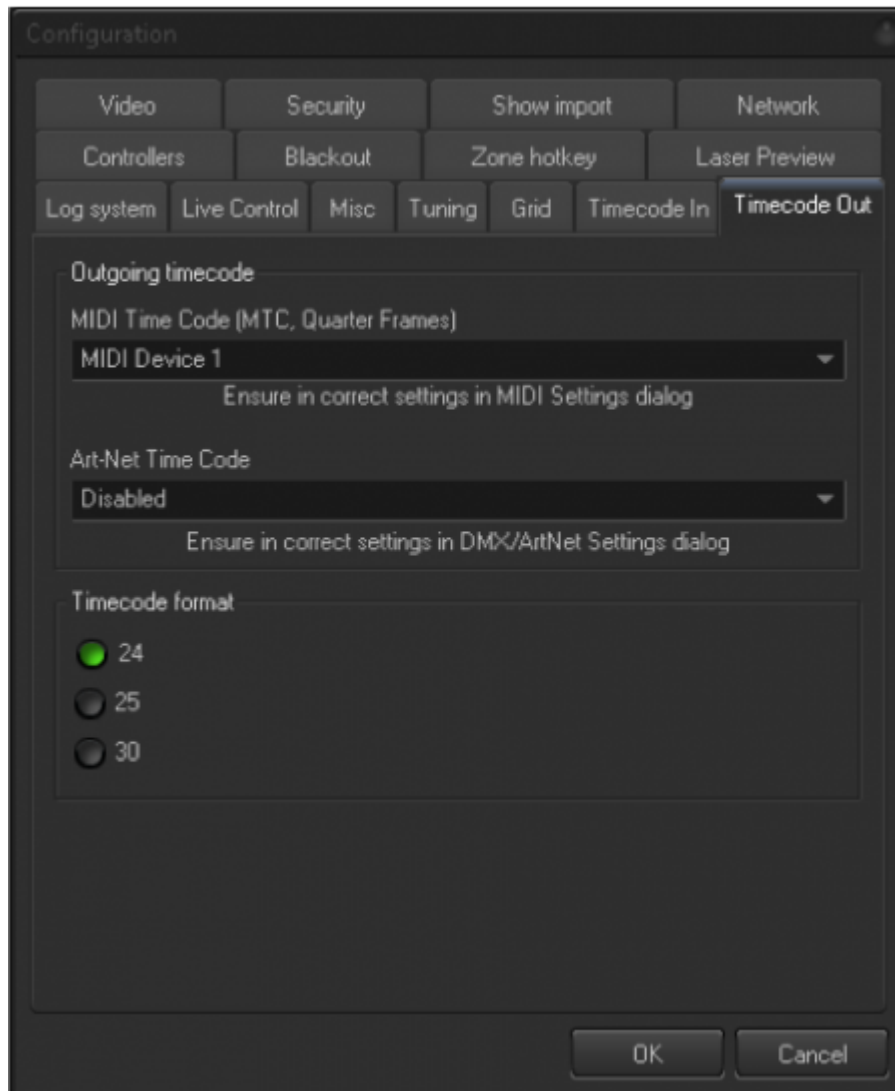 Configuration
Video Security Show import Network
Controllers Blackout Zone hotkey Laser Preview
Log system Live Control Misc Tuning Grid Timecode In Timecode Out
Outgoing timecode
MIDI Time Code (MTC, Quarter Frames)
MIDI Device 1
Ensure in correct settings in MIDI Settings dialog
Art-Net Time Code
Disabled
Ensure in correct settings in DMX/ArtNet Settings dialog
Timecode format
24
25
30
OK Cancel